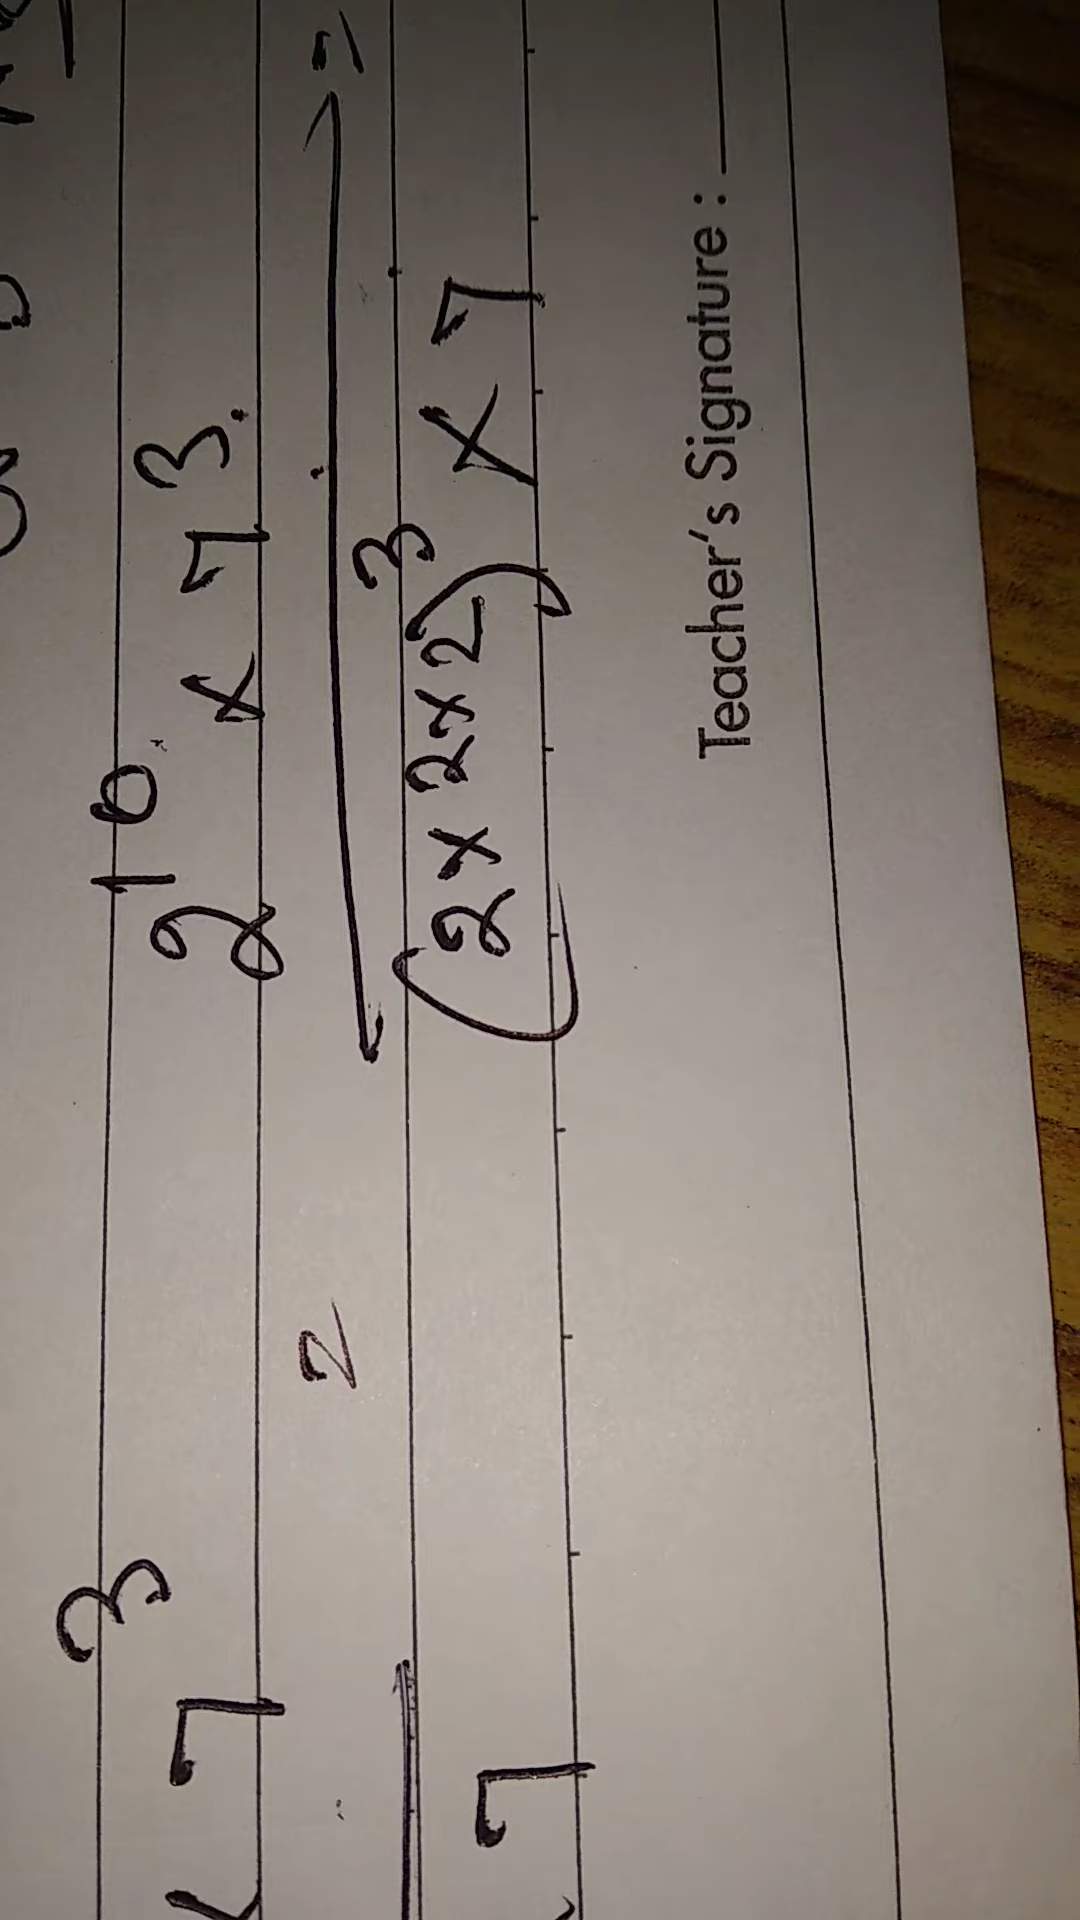 × 7³ = 2¹⁰ × 7³
7 (2 × 2 × 2)³ × 7 =
Teacher's Signature :